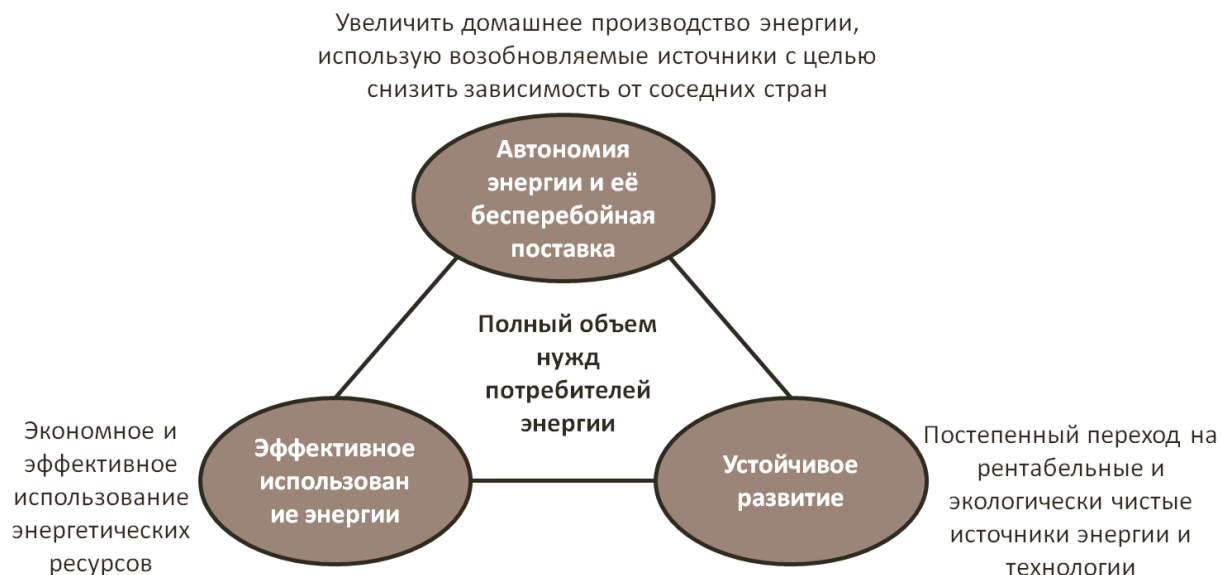 Увеличить домашнее производство энергии,
использую возобновляемые источники с целью
снизить зависимость от соседних стран
Автономия
энергии и её
бесперебойная
поставка
Полный объем
нужд
потребителей
энергии
Экономное и
эффективное
использование
энергетических
ресурсов
Эффективное
использован
ие энергии
Устойчивое
развитие
Постепенный переход на
рентабельные и
экологически чистые
источники энергии и
технологии